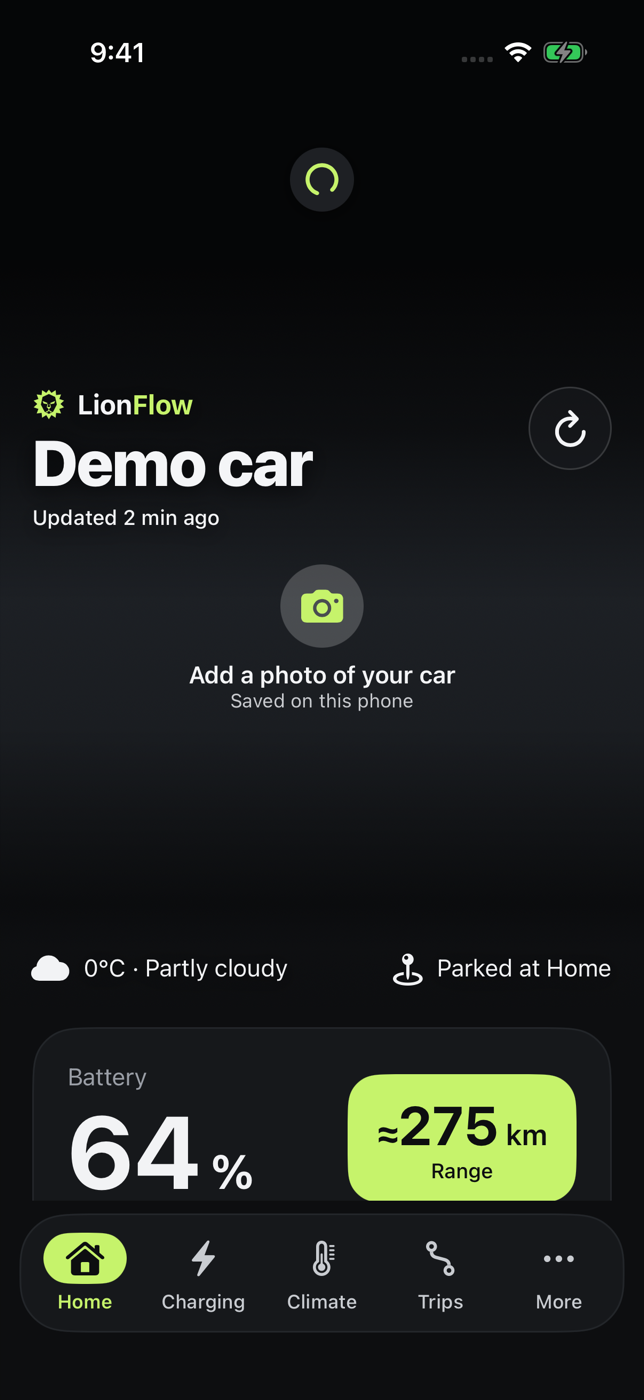 9:41
LionFlow
Demo car
Updated 2 min ago
Add a photo of your car
Saved on this phone
0°C · Partly cloudy
Parked at Home
Battery
64 %
≈275 km
Range
Home
Charging
Climate
Trips
More